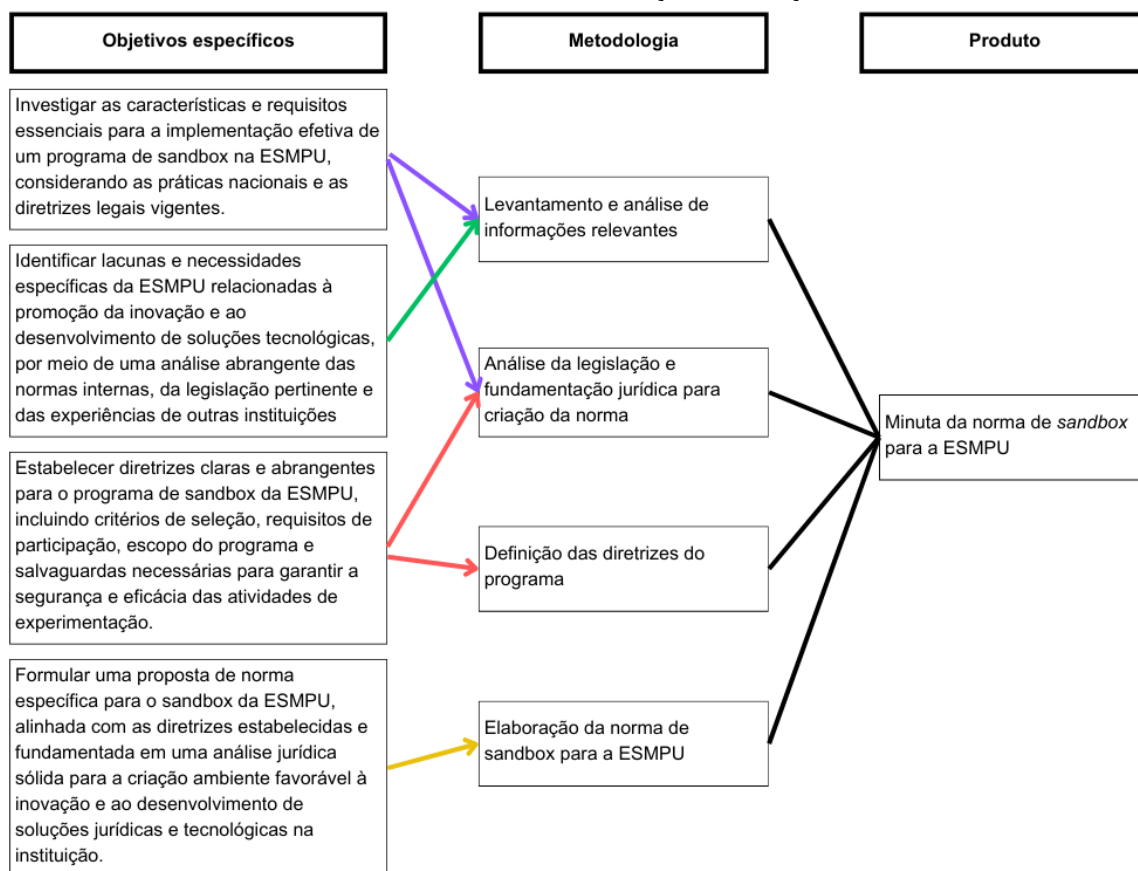 Objetivos específicos
Metodologia
Produto
Investigar as características e requisitos
essenciais para a implementação efetiva de
um programa de sandbox na ESMPU,
considerando as práticas nacionais e as
diretrizes legais vigentes.
Identificar lacunas e necessidades
específicas da ESMPU relacionadas à
promoção da inovação e ao
desenvolvimento de soluções tecnológicas,
por meio de uma análise abrangente das
normas internas, da legislação pertinente e
das experiências de outras instituições
Estabelecer diretrizes claras e abrangentes
para o programa de sandbox da ESMPU,
incluindo critérios de seleção, requisitos de
participação, escopo do programa e
salvaguardas necessárias para garantir a
segurança e eficácia das atividades de
experimentação.
Formular uma proposta de norma
específica para o sandbox da ESMPU,
alinhada com as diretrizes estabelecidas e
fundamentada em uma análise jurídica
sólida para a criação ambiente favorável à
inovação e ao desenvolvimento de
soluções jurídicas e tecnológicas na
instituição.
Levantamento e análise de
informações relevantes
Análise da legislação e
fundamentação jurídica para
criação da norma
Definição das diretrizes do
programa
Elaboração da norma de
sandbox para a ESMPU
Minuta da norma de sandbox
para a ESMPU